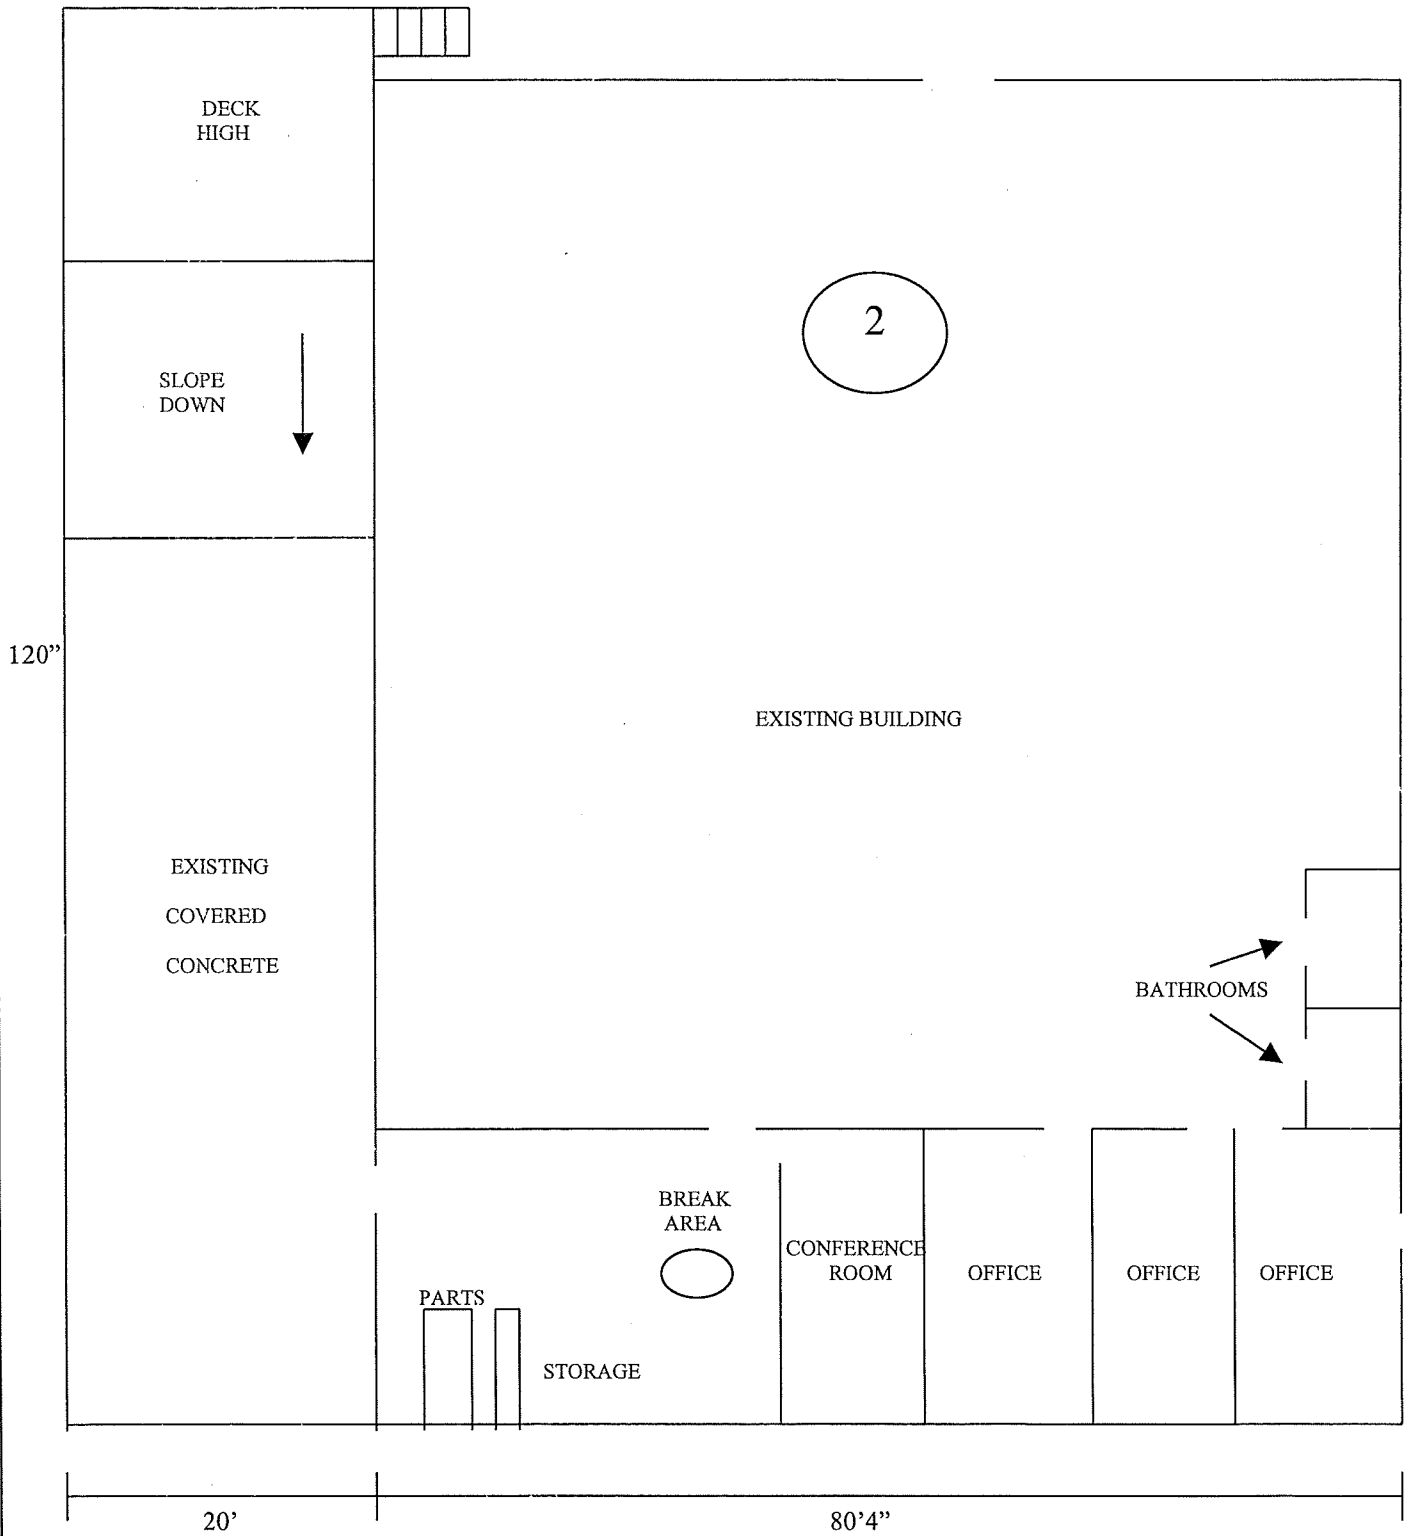 DECK
HIGH
2
SLOPE
DOWN
120”
EXISTING BUILDING
EXISTING
COVERED
CONCRETE
BATHROOMS
BREAK
AREA
CONFERENCE
ROOM
OFFICE
OFFICE
OFFICE
PARTS
STORAGE
20’
80’4”